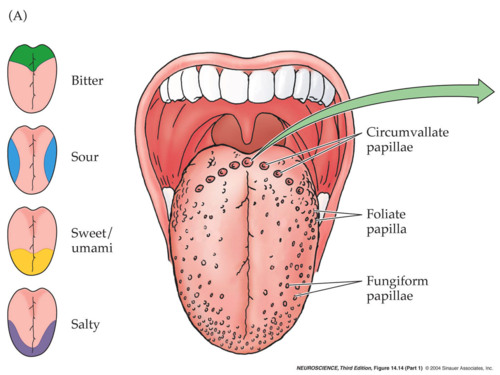 (A)
Bitter
Sour
Sweet/
umami
Salty
Circumvallate
papillae
Foliate
papilla
Fungiform
papillae
NEUROSCIENCE, Third Edition, Figure 14.14 (Part 1) © 2004 Sinauer Associates, Inc.